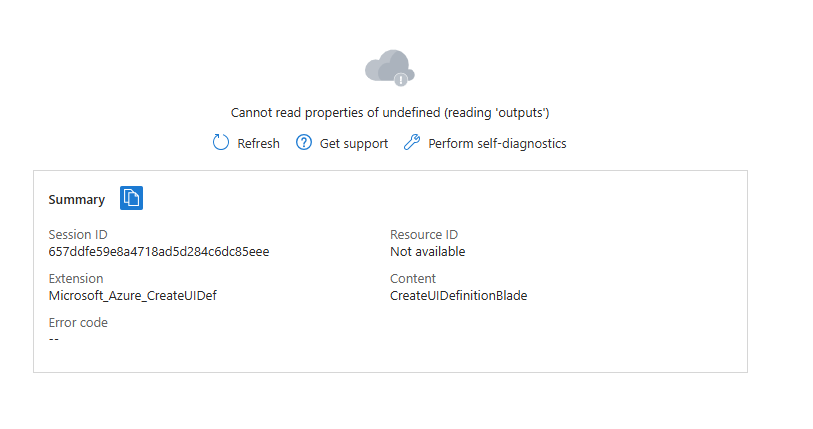 Cannot read properties of undefined (reading 'outputs')
Refresh Get support Perform self-diagnostics
Summary
Session ID Resource ID
657ddfe59e8a4718ad5d284c6dc85eee Not available
Extension Content
Microsoft_Azure_CreateUIDef CreateUIDefinitionBlade
Error code
--